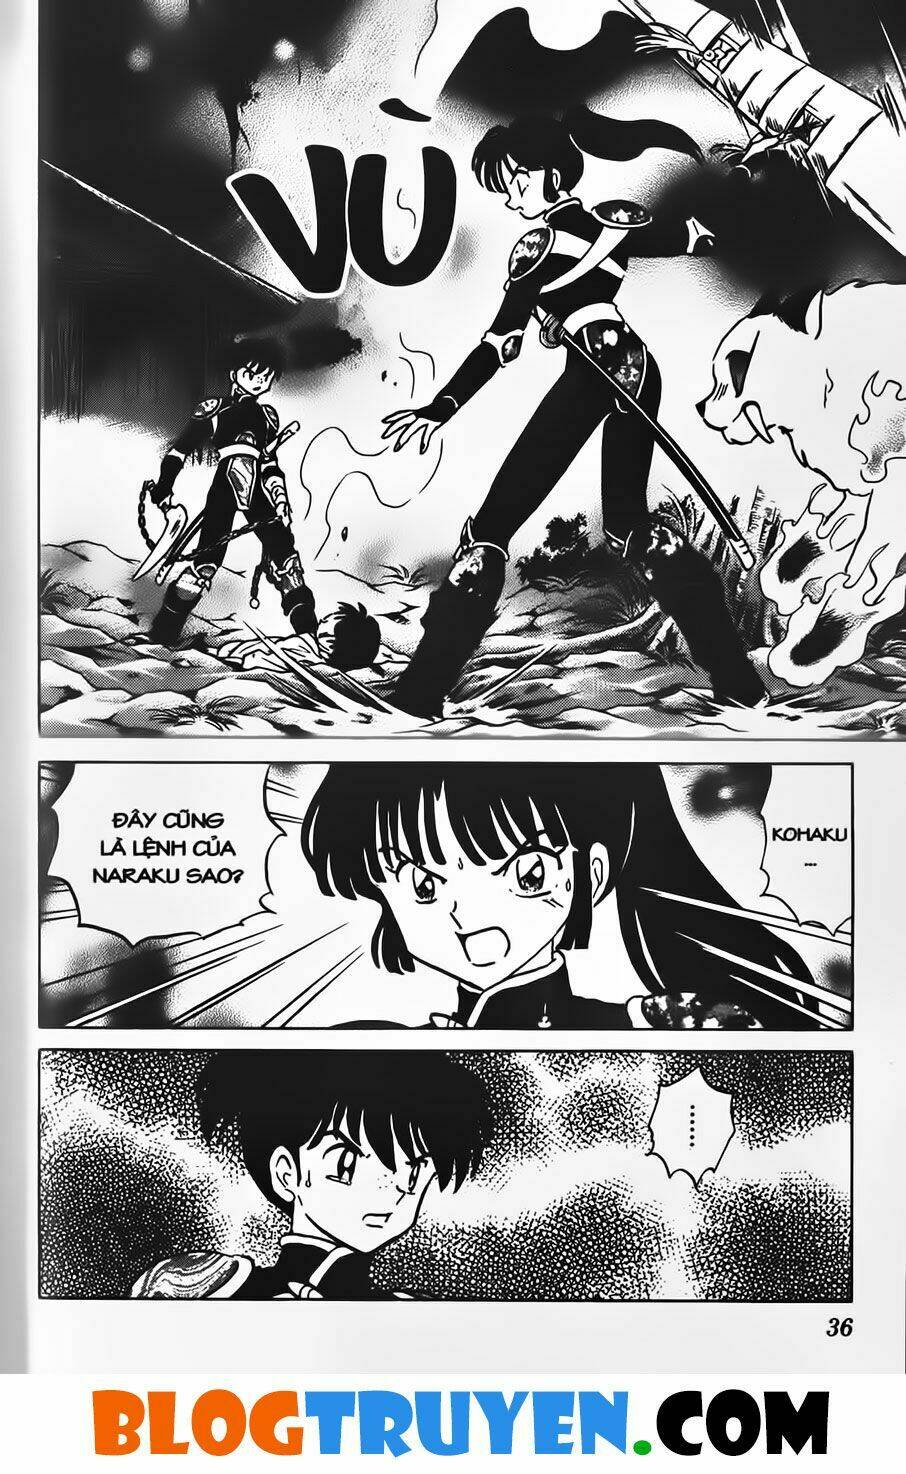 VÙ
KOHAKU
...
ĐÂY CŨNG
LÀ LỆNH CỦA
NARAKU SAO?
........
36
BLOGTRUYEN.COM